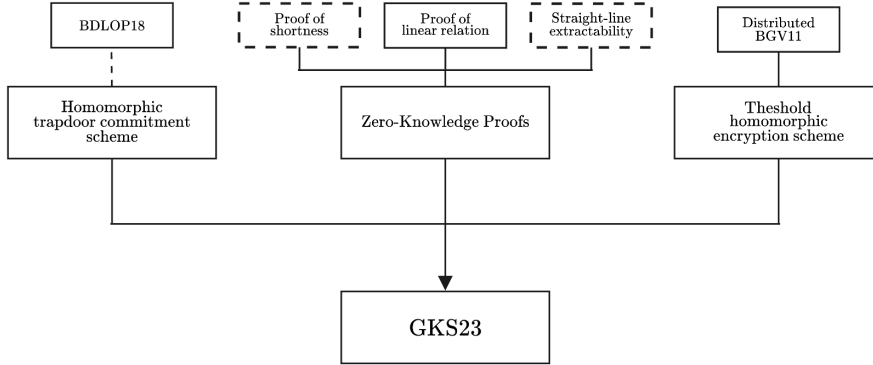 BDLOP18
Proof of
shortness
Proof of
linear relation
Straight-line
extractability
Distributed
BGV11
Homomorphic
trapdoor commitment
scheme
Zero-Knowledge Proofs
Theshold
homomorphic
encryption scheme
GKS23